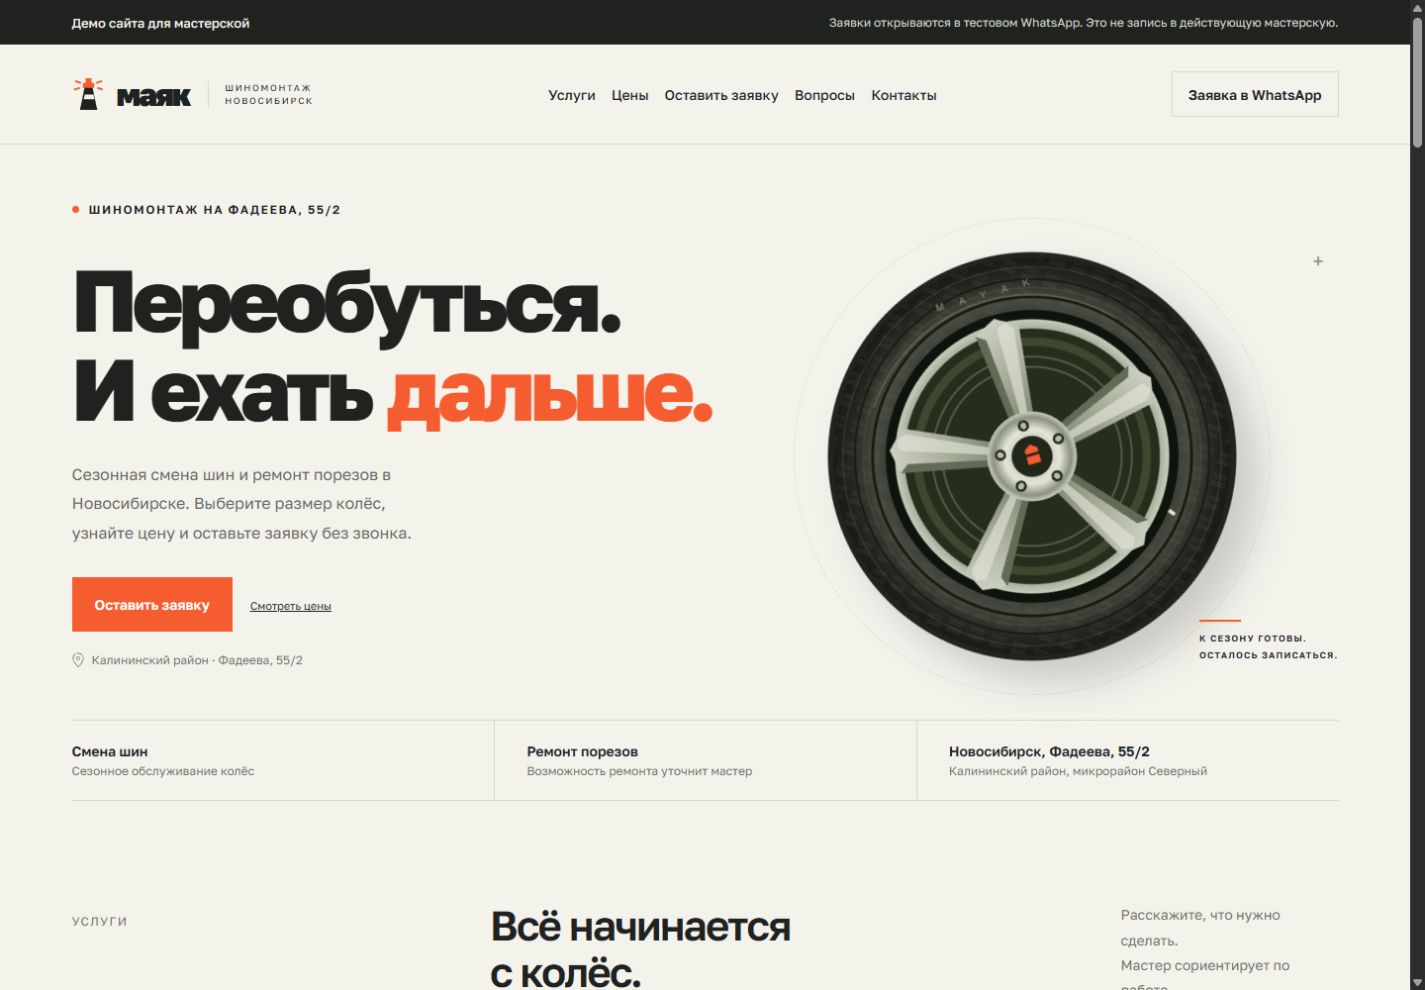 Демо сайта для мастерской
Заявки открываются в тестовом WhatsApp. Это не запись в действующую мастерскую.
маяк
ШИНОМОНТАЖ
НОВОСИБИРСК
Услуги Цены Оставить заявку Вопросы Контакты
Заявка в WhatsApp
ШИНОМОНТАЖ НА ФАДЕЕВА, 55/2
Переобуться.
И ехать дальше.
Сезонная смена шин и ремонт порезов в
Новосибирске. Выберите размер колёс,
узнайте цену и оставьте заявку без звонка.
Оставить заявку
Смотреть цены
Калининский район · Фадеева, 55/2
MAYAK
+
К СЕЗОНУ ГОТОВЫ.
ОСТАЛОСЬ ЗАПИСАТЬСЯ.
Смена шин
Сезонное обслуживание колёс
Ремонт порезов
Возможность ремонта уточнит мастер
Новосибирск, Фадеева, 55/2
Калининский район, микрорайон Северный
УСЛУГИ
Всё начинается
с колёс.
Расскажите, что нужно
сделать.
Мастер сориентирует по
работе